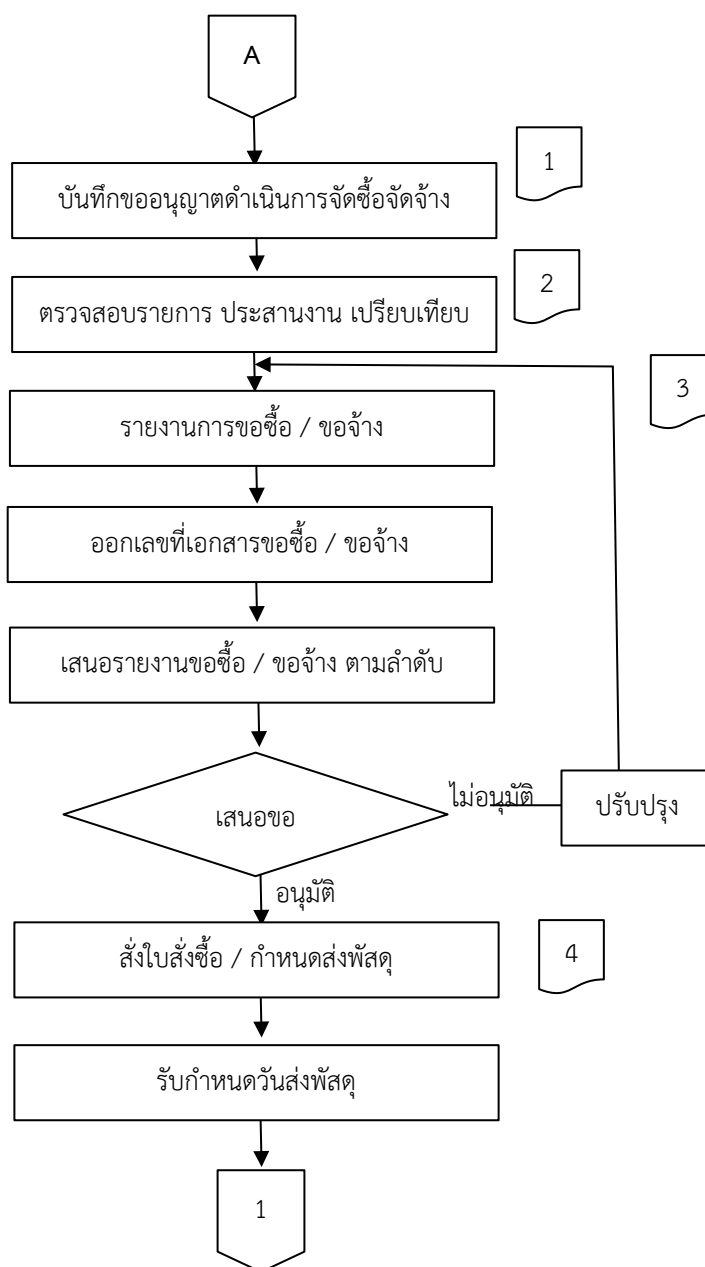 A
1
บันทึกขออนุญาตดำเนินการจัดซื้อจัดจ้าง
2
ตรวจสอบรายการ ประสานงาน เปรียบเทียบ
3
รายงานการขอซื้อ / ขอจ้าง
ออกเลขที่เอกสารขอซื้อ / ขอจ้าง
เสนอรายงานขอซื้อ / ขอจ้าง ตามลำดับ
ไม่อนุมัติ
ปรับปรุง
เสนอขอ
อนุมัติ
สั่งใบสั่งซื้อ / กำหนดส่งพัสดุ
4
รับกำหนดวันส่งพัสดุ
1